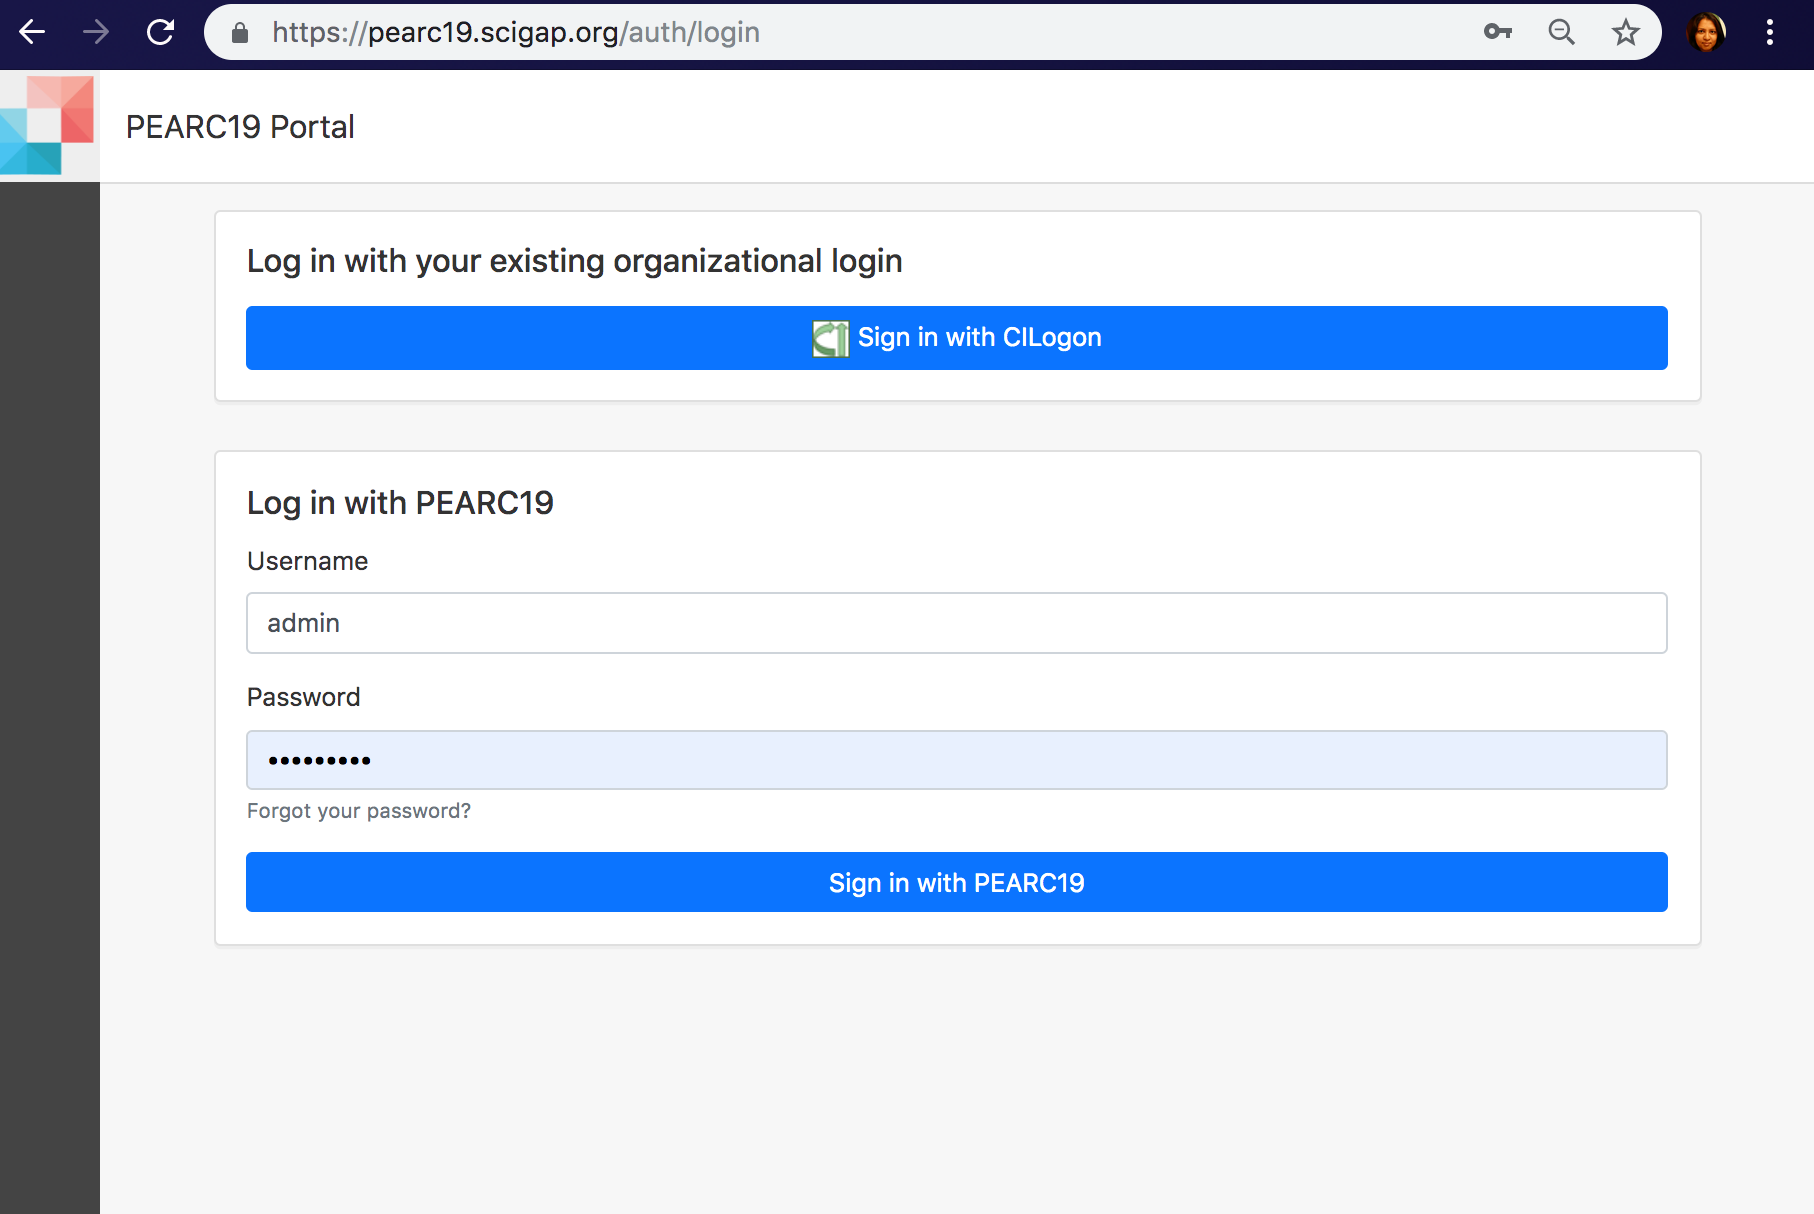 https://pearc19.scigap.org/auth/login
PEARC19 Portal
Log in with your existing organizational login
Sign in with CILogon
Log in with PEARC19
Username
admin
Password
•••••••••
Forgot your password?
Sign in with PEARC19